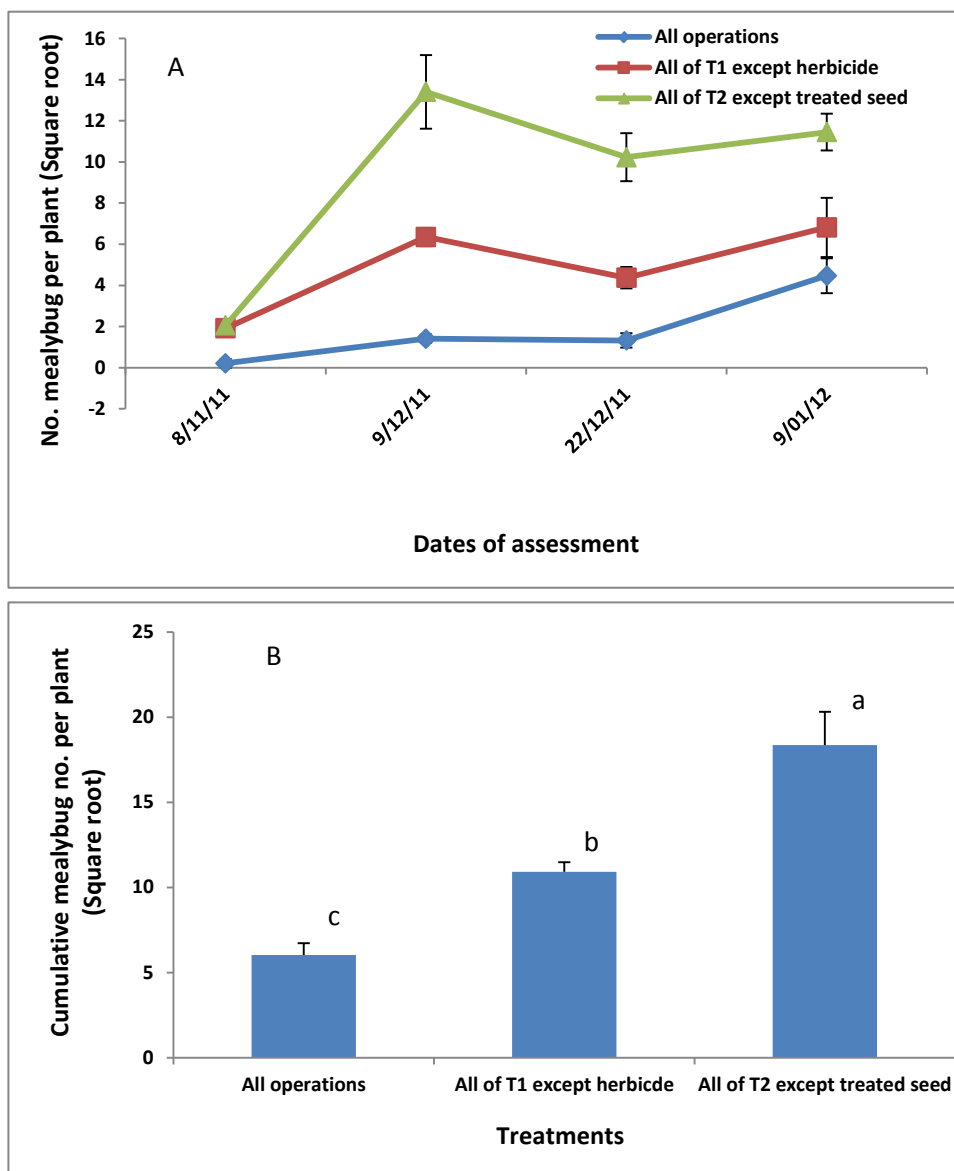 A
All operations
All of T1 except herbicide
All of T2 except treated seed
No. mealybug per plant (Square root)
16
14
12
10
8
6
4
2
0
-2
8/11/11
9/12/11
22/12/11
9/01/12
Dates of assessment
B
Cumulative mealybug no. per plant
(Square root)
25
20
15
10
5
0
c
b
a
All operations
All of T1 except herbicde
All of T2 except treated seed
Treatments